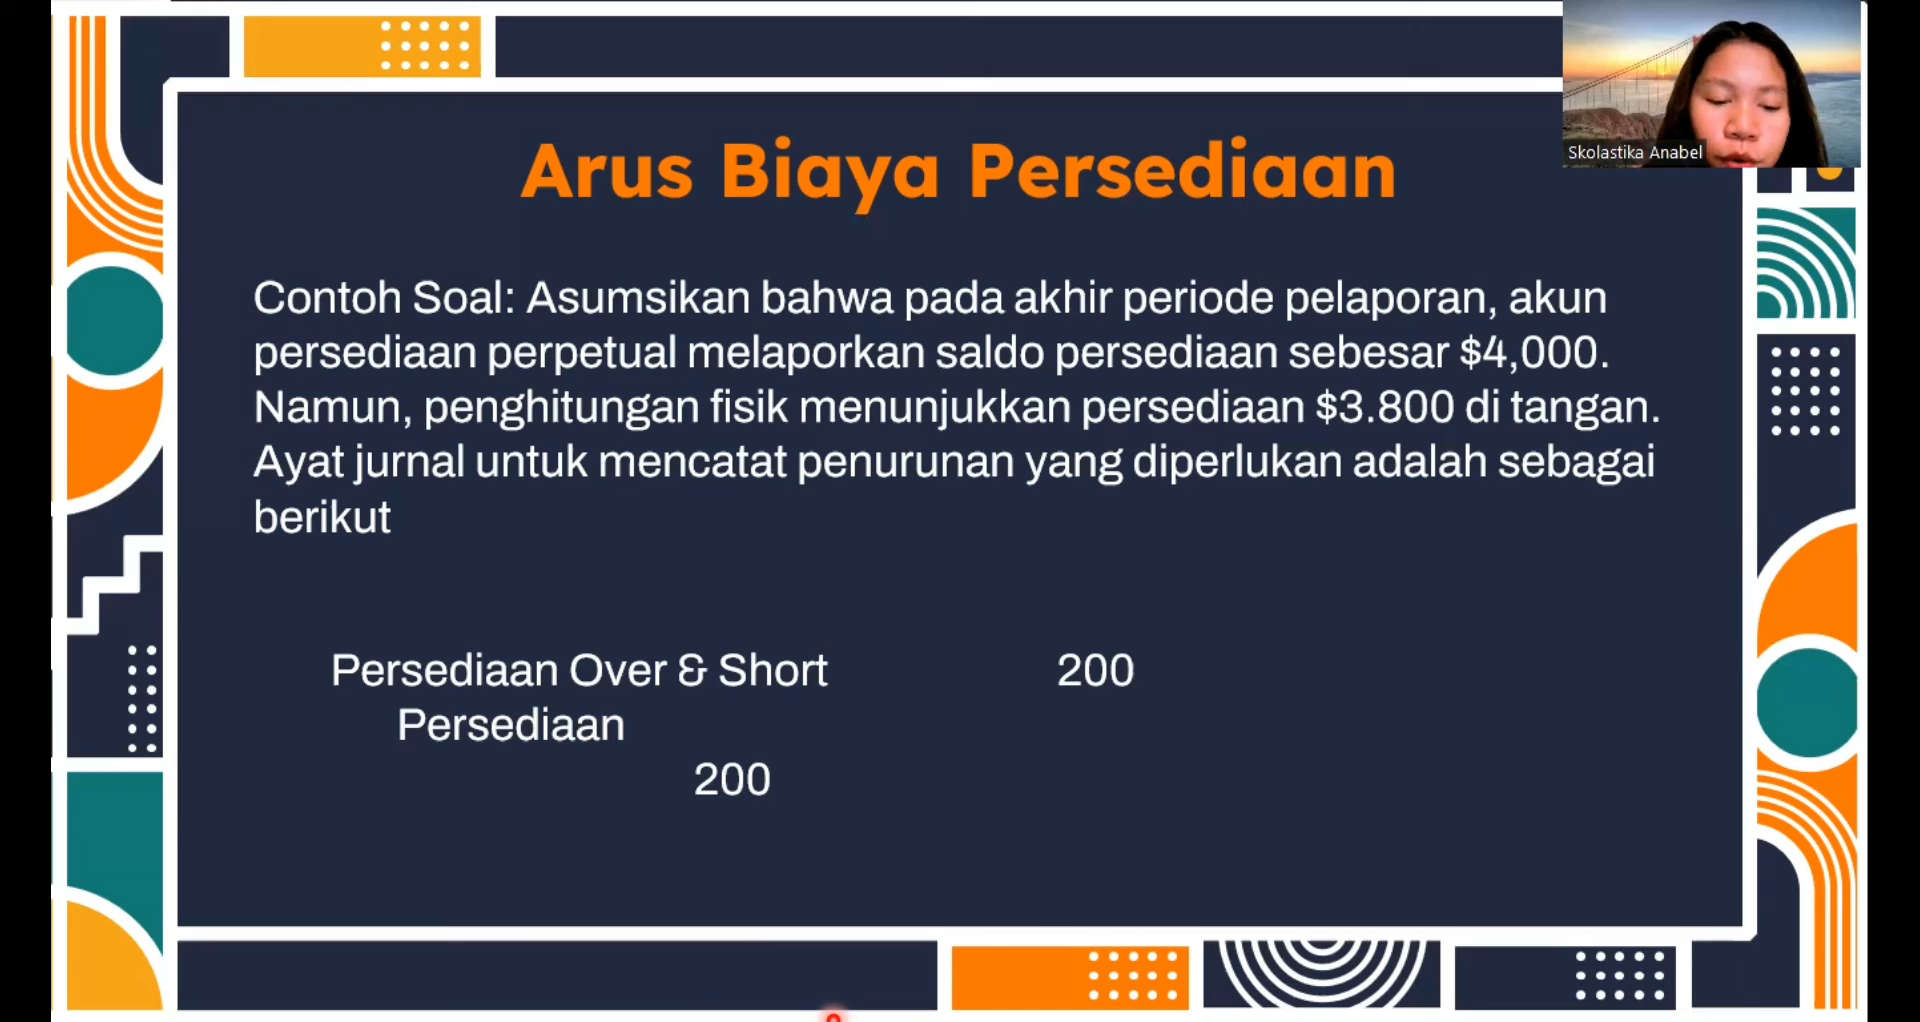 Skolastika Anabel
Arus Biaya Persediaan
Contoh Soal: Asumsikan bahwa pada akhir periode pelaporan, akun
persediaan perpetual melaporkan saldo persediaan sebesar $4,000.
Namun, penghitungan fisik menunjukkan persediaan $3.800 di tangan.
Ayat jurnal untuk mencatat penurunan yang diperlukan adalah sebagai
berikut
Persediaan Over & Short 200
Persediaan
200